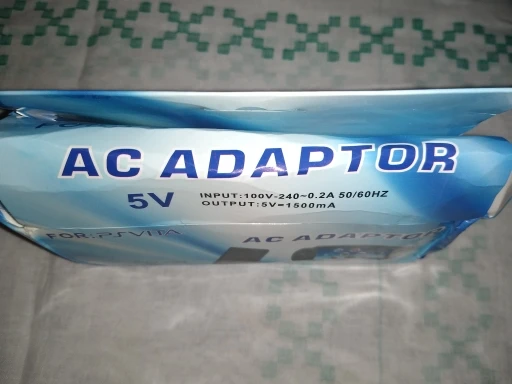 AC ADAPTOR
5V
INPUT:100V-240~0.2A 50/60HZ
OUTPUT:5V=1500mA
FOR:PSVITA
AC ADAPTOR